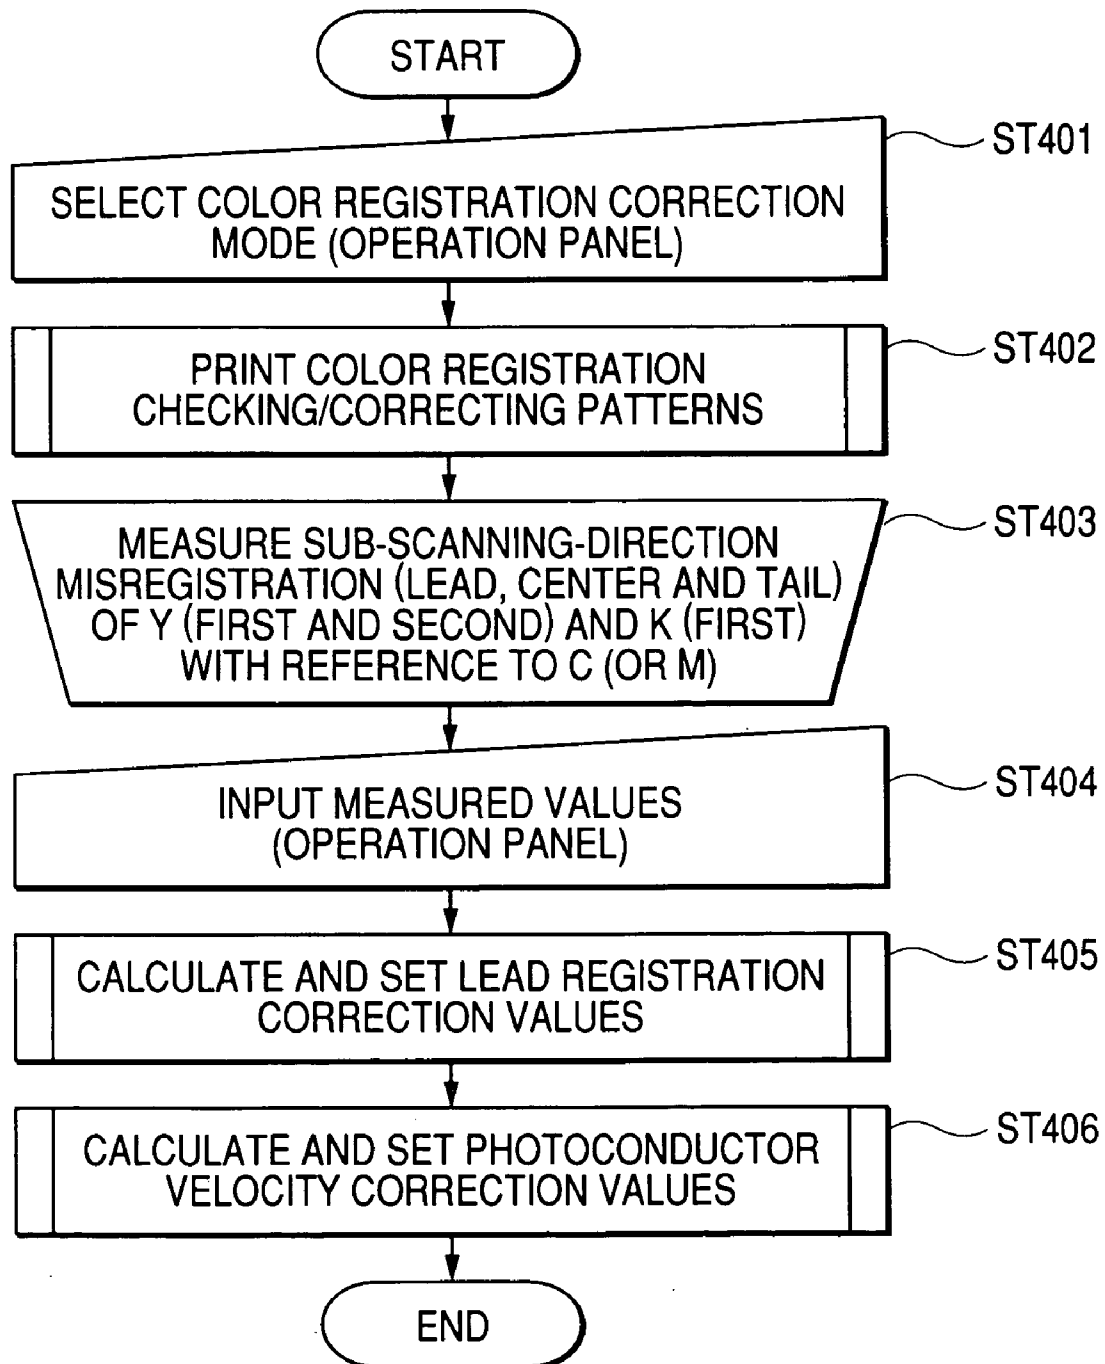 START
ST401
SELECT COLOR REGISTRATION CORRECTION
MODE (OPERATION PANEL)
ST402
PRINT COLOR REGISTRATION
CHECKING/CORRECTING PATTERNS
ST403
MEASURE SUB-SCANNING-DIRECTION
MISREGISTRATION (LEAD, CENTER AND TAIL)
OF Y (FIRST AND SECOND) AND K (FIRST)
WITH REFERENCE TO C (OR M)
ST404
INPUT MEASURED VALUES
(OPERATION PANEL)
ST405
CALCULATE AND SET LEAD REGISTRATION
CORRECTION VALUES
ST406
CALCULATE AND SET PHOTOCONDUCTOR
VELOCITY CORRECTION VALUES
END